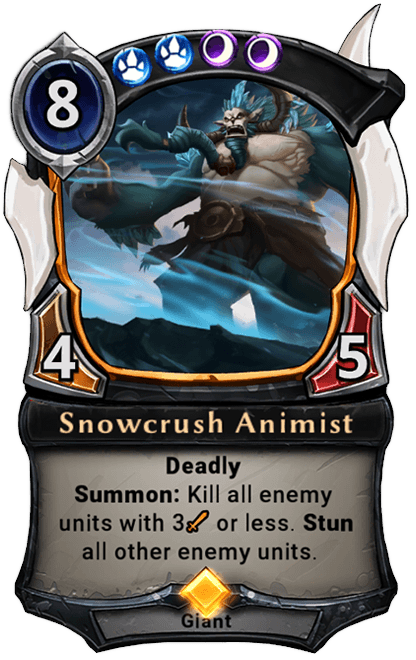 8
4
5
Snowcrush Animist
Deadly
Summon: Kill all enemy
units with 3 or less. Stun
all other enemy units.
Giant